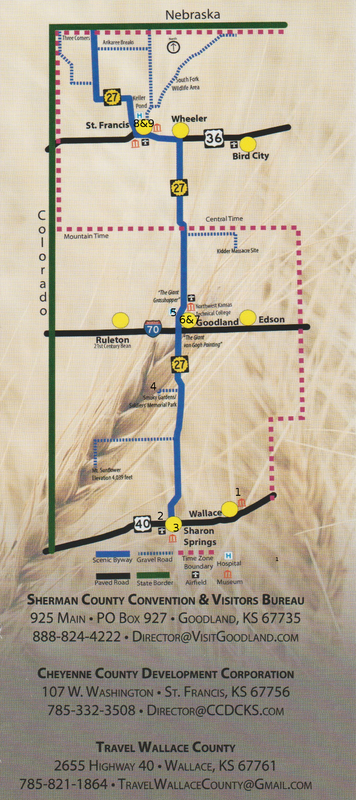 Nebraska
Three Corners
Arikaree Breaks
North
South Fork
Wildlife Area
27
Keller
Pond
H
St. Francis
8&9
Wheeler
36
Bird City
27
Colorado
Central Time
Mountain Time
Kidder Massacre Site
"The Giant
Grasshopper"
Northwest Kansas
Technical College
5
6&7
Goodland
Edson
Ruleton
21st Century Bean
70
"The Giant
van Gogh Painting"
27
4
Smoky Gardens/
Soldiers' Memorial Park
Mt. Sunflower
Elevation 4,039 feet
1
Wallace
2
40
3
Sharon
Springs
Scenic Byway
Gravel Road
Time Zone
Boundary
H
Hospital
Paved Road
State Border
Airfield
Museum
1
Sherman County Convention & Visitors Bureau
925 Main • PO Box 927 • Goodland, KS 67735
888-824-4222 • Director@VisitGoodland.com
Cheyenne County Development Corporation
107 W. Washington • St. Francis, KS 67756
785-332-3508 • Director@CCDCKS.com
Travel Wallace County
2655 Highway 40 • Wallace, KS 67761
785-821-1864 • TravelWallaceCounty@Gmail.com